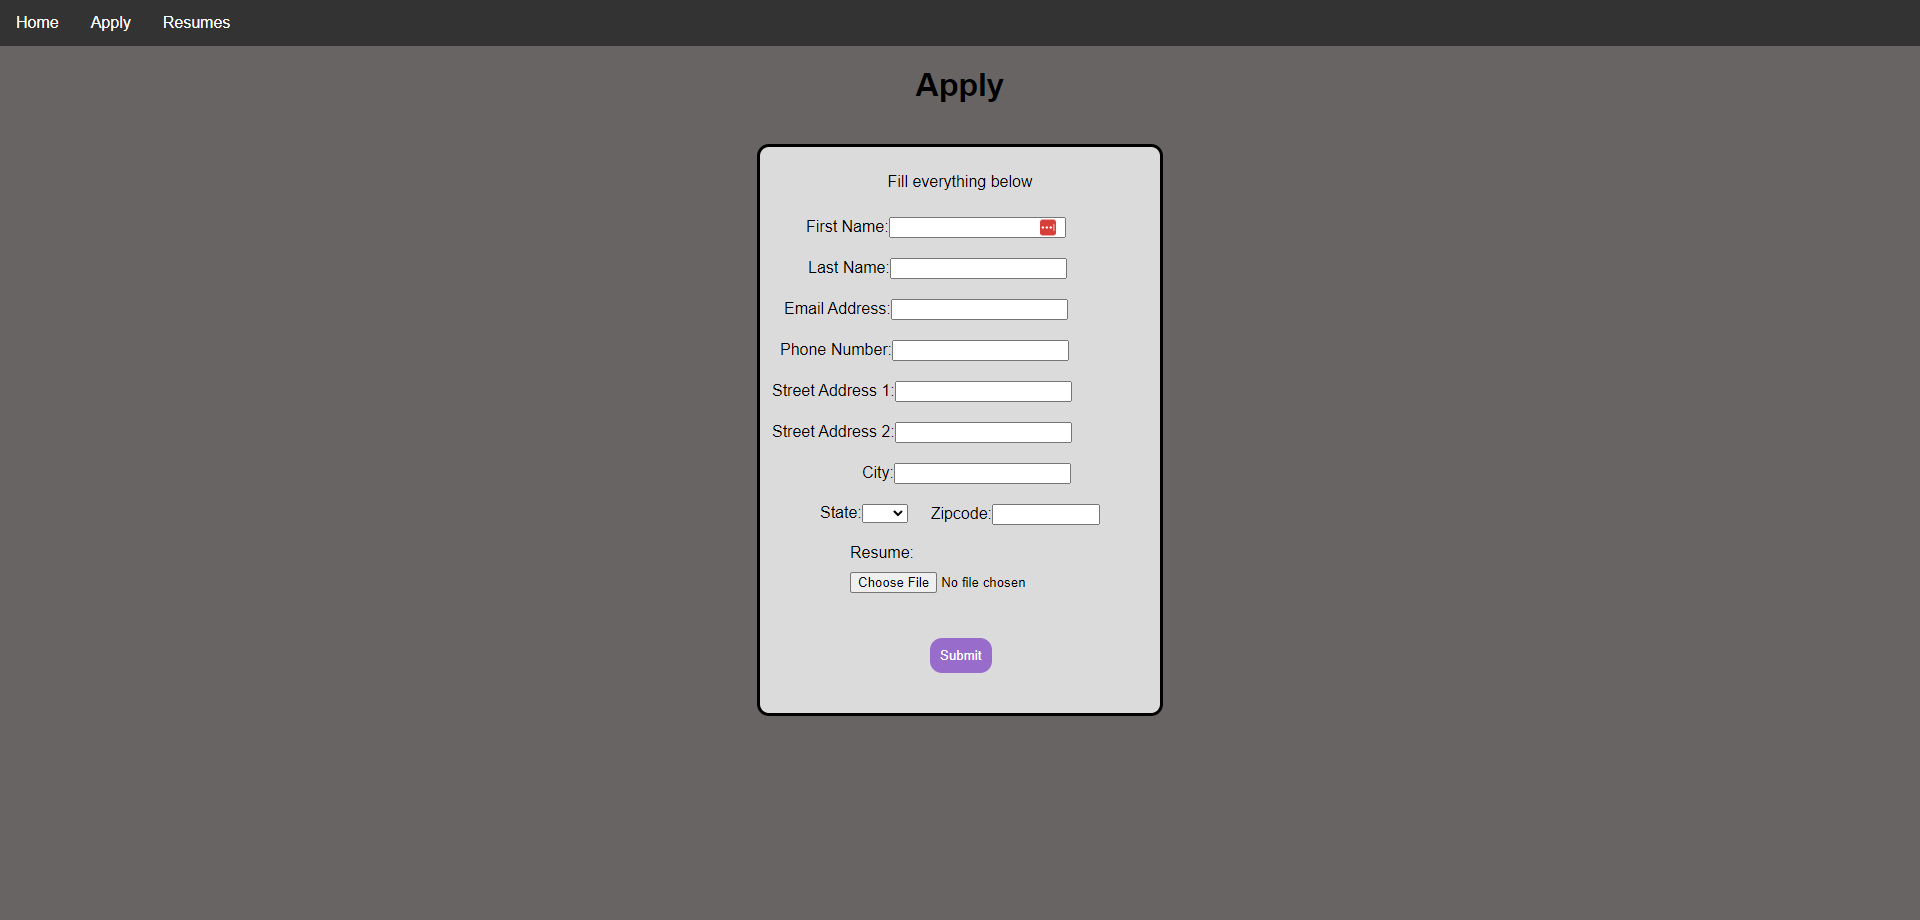 Home Apply Resumes
Apply
Fill everything below
First Name:
Last Name:
Email Address:
Phone Number:
Street Address 1:
Street Address 2:
City:
State: Zipcode:
Resume:
Choose File No file chosen
Submit